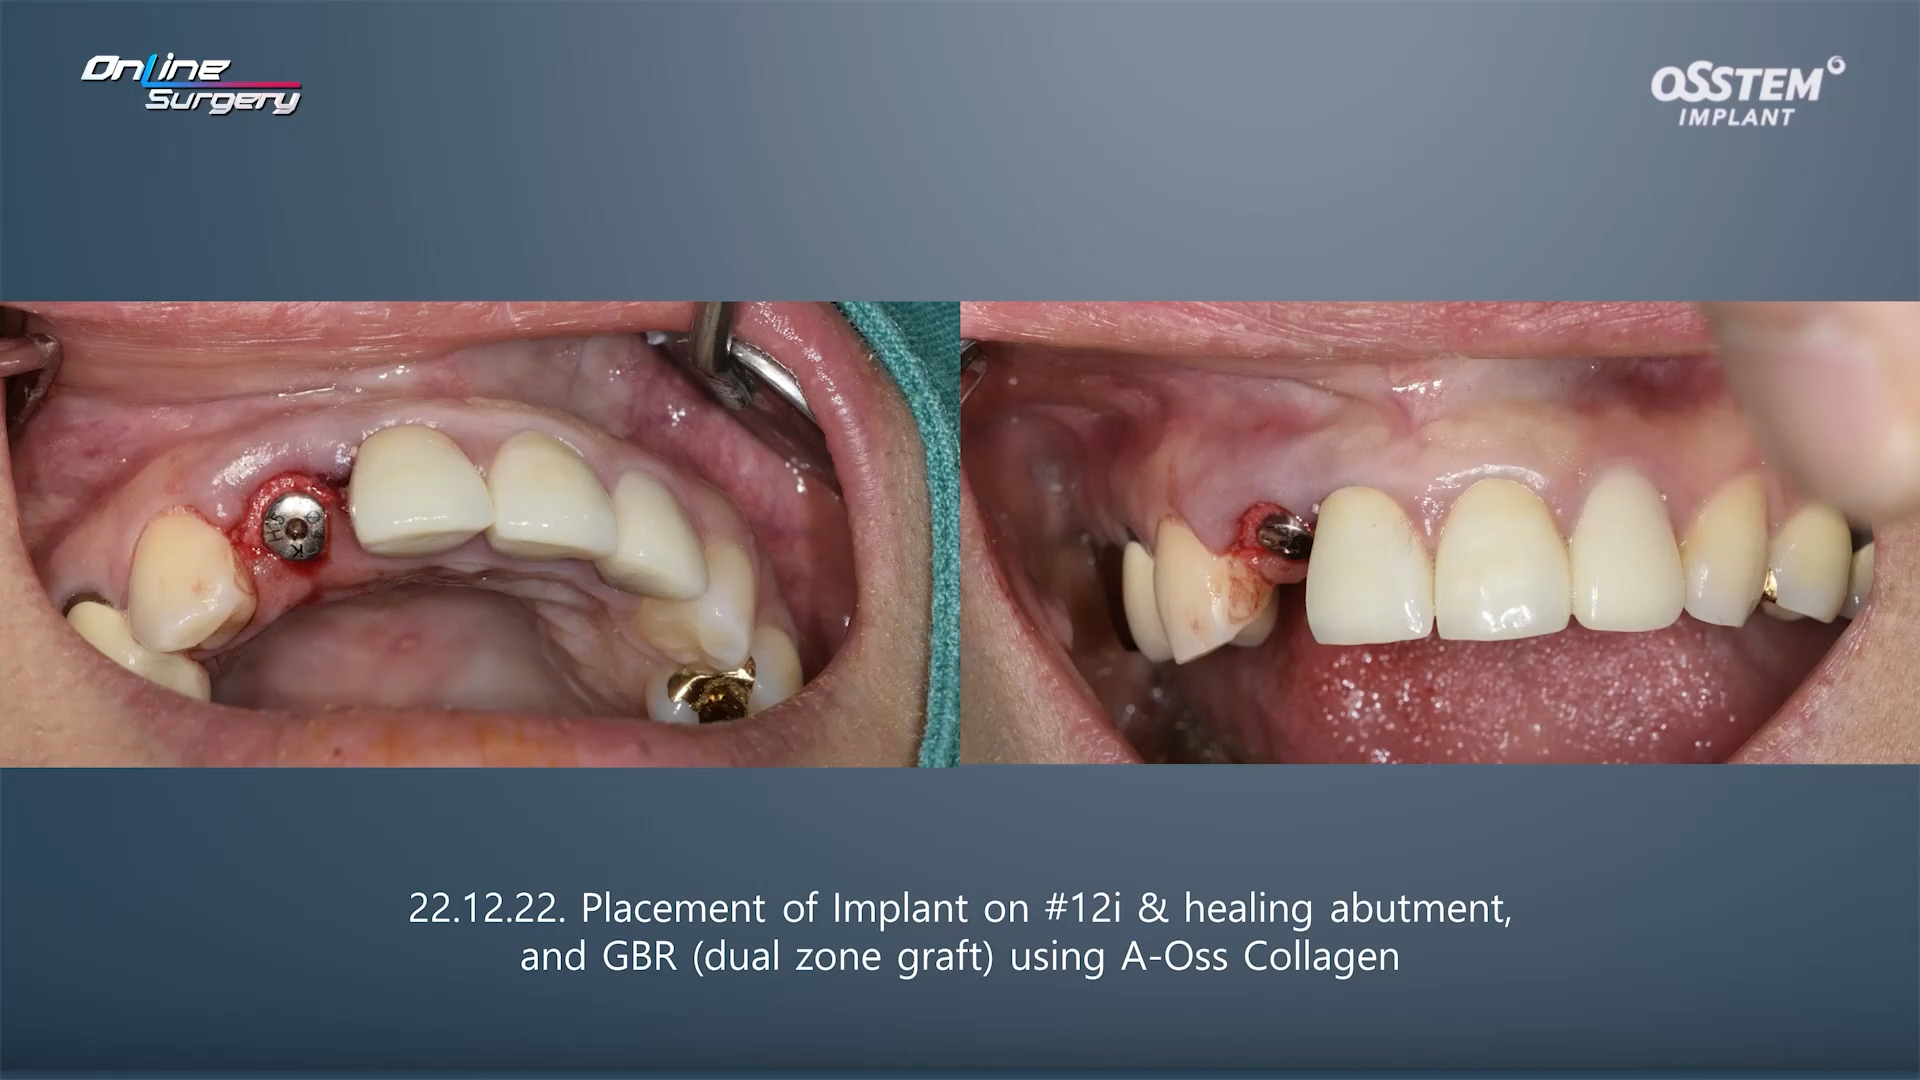 OnLine
Surgery
OSSTEM
IMPLANT
22.12.22. Placement of Implant on #12i & healing abutment,
and GBR (dual zone graft) using A-Oss Collagen